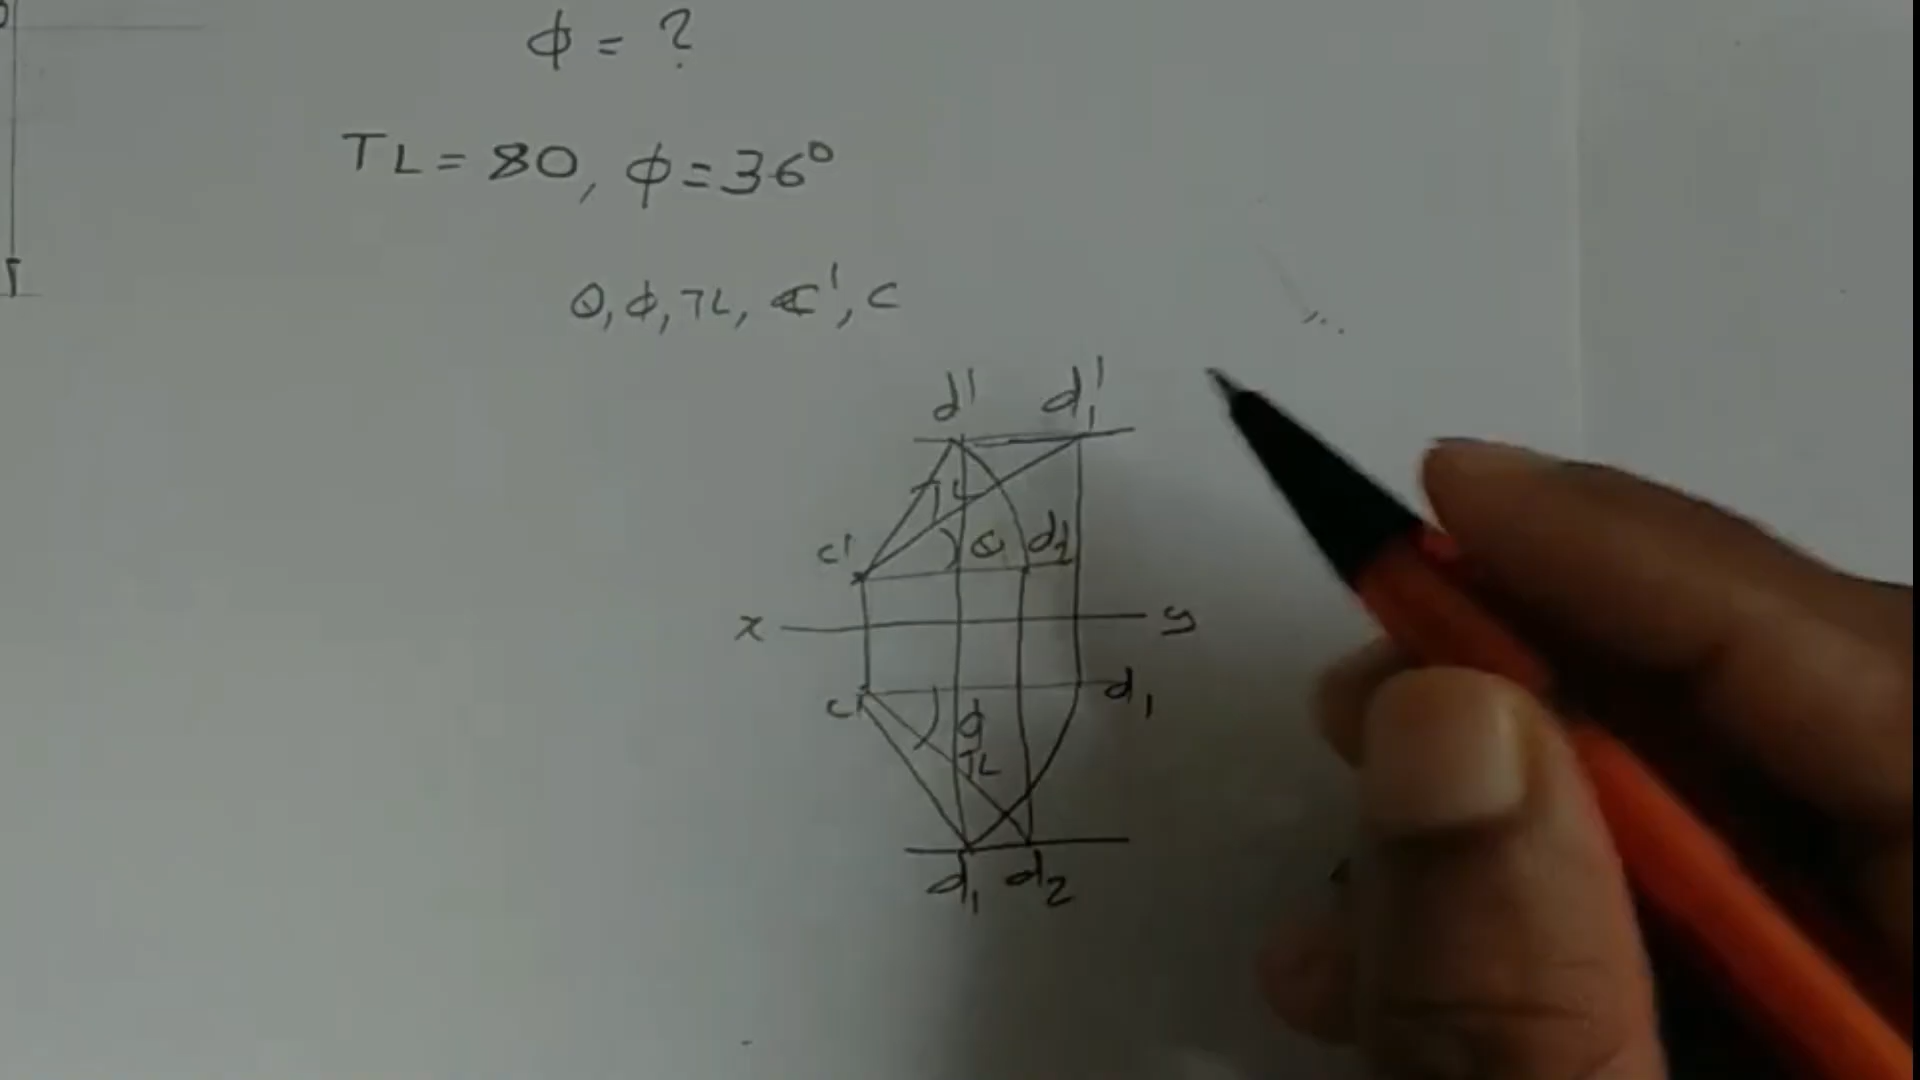 ϕ = ?
TL = 80, ϕ = 36°
θ, ϕ, TL, c', c
d' d₁'
TL
c' θ d₂'
x y
c d₁
ϕ
TL
d₁ d₂